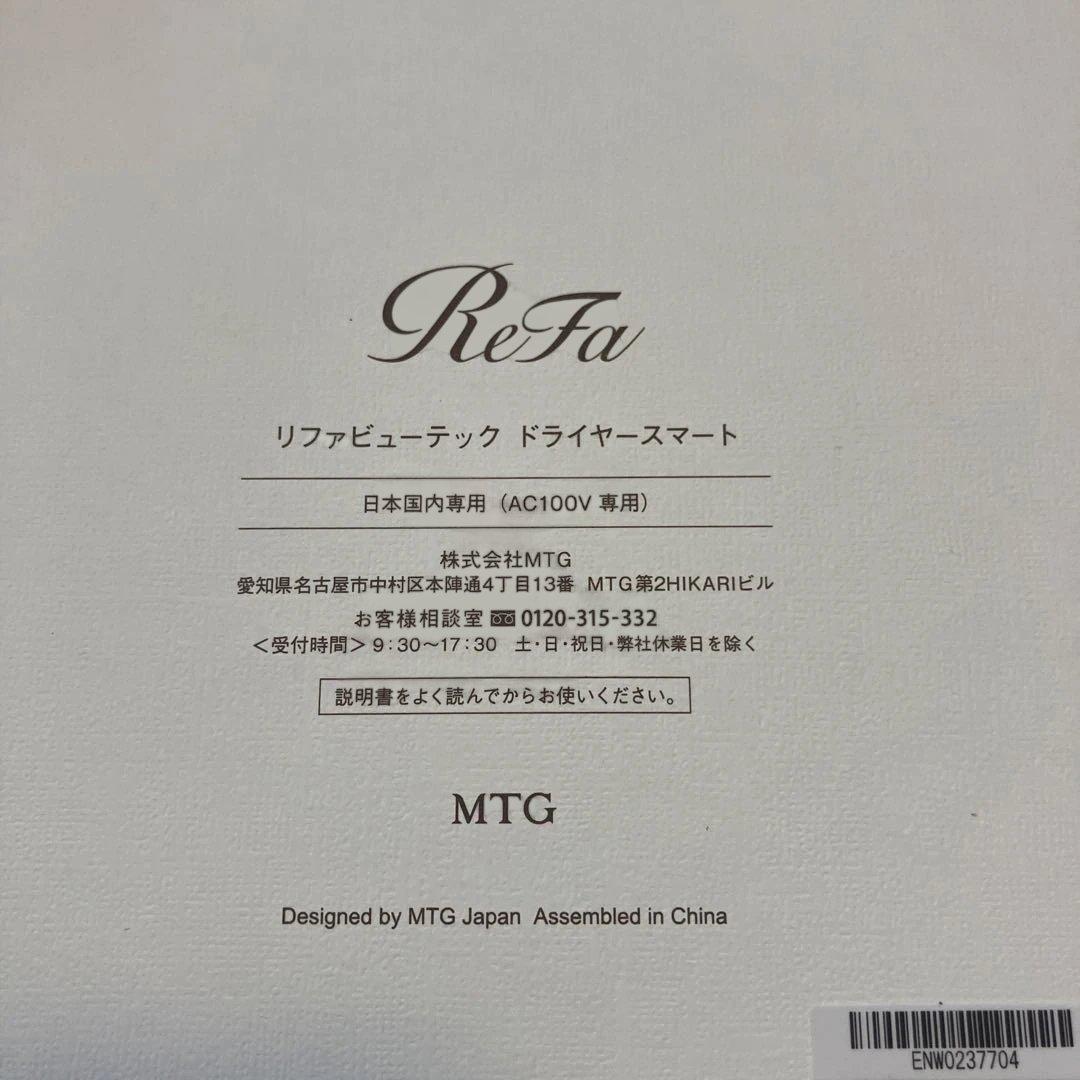 ReFa
リファビューテック ドライヤースマート
日本国内専用（AC100V 専用）
株式会社MTG
愛知県名古屋市中村区本陣通4丁目13番 MTG第2HIKARIビル
お客様相談室 0120-315-332
＜受付時間＞9：30～17：30 土・日・祝日・弊社休業日を除く
説明書をよく読んでからお使いください。
MTG
Designed by MTG Japan Assembled in China
ENW0237704